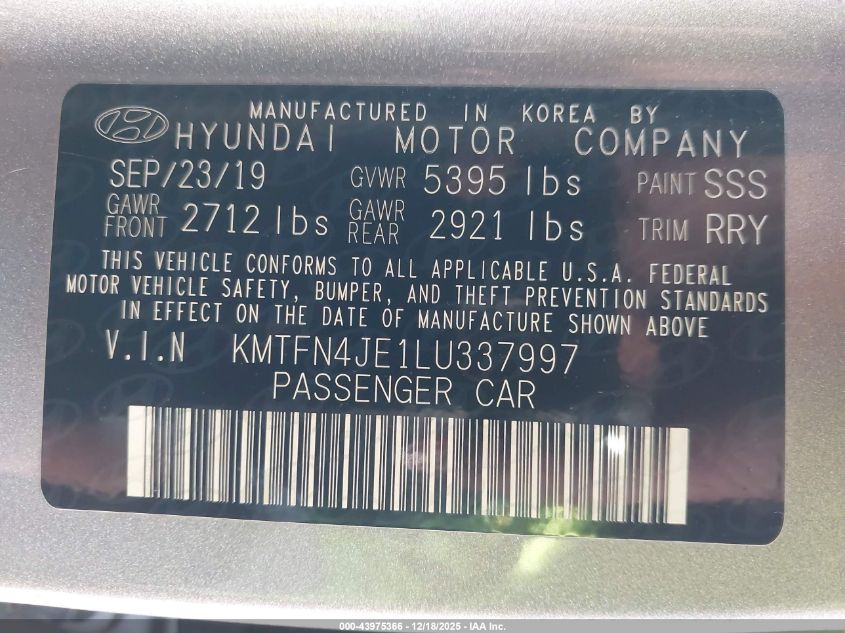 MANUFACTURED IN KOREA BY
HYUNDAI MOTOR COMPANY
SEP/23/19 GVWR 5395 lbs PAINT SSS
GAWR FRONT 2712 lbs GAWR REAR 2921 lbs TRIM RRY
THIS VEHICLE CONFORMS TO ALL APPLICABLE U.S.A. FEDERAL
MOTOR VEHICLE SAFETY, BUMPER, AND THEFT PREVENTION STANDARDS
IN EFFECT ON THE DATE OF MANUFACTURE SHOWN ABOVE
V.I.N KMTFN4JE1LU337997
PASSENGER CAR
000-43975366 - 12/18/2025 - IAA Inc.